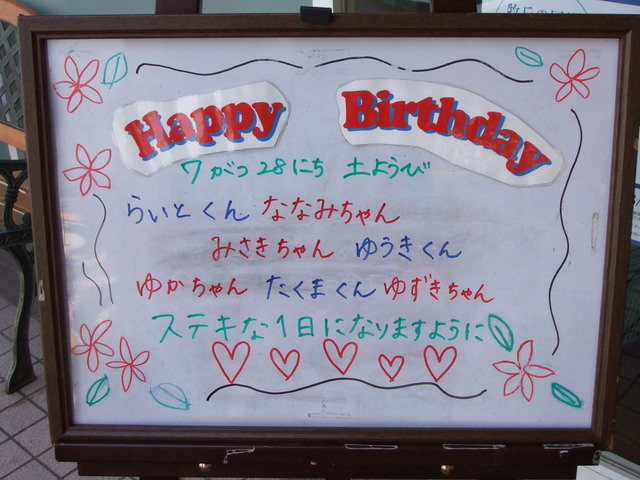 Happy Birthday
7がつ28にち 土ようび
らいとくん ななみちゃん
みさきちゃん ゆうきくん
ゆかちゃん たくまくん ゆずきちゃん
ステキな1日になりますように